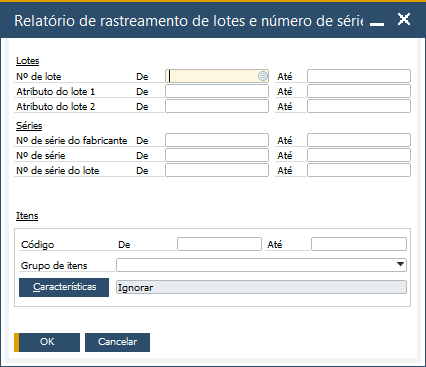 Relatório de rastreamento de lotes e número de série
Lotes
Nº de lote De Até
Atributo do lote 1 De Até
Atributo do lote 2 De Até
Séries
Nº de série do fabricante De Até
Nº de série De Até
Nº de série do lote De Até
Itens
Código De Até
Grupo de itens
Características Ignorar
OK Cancelar